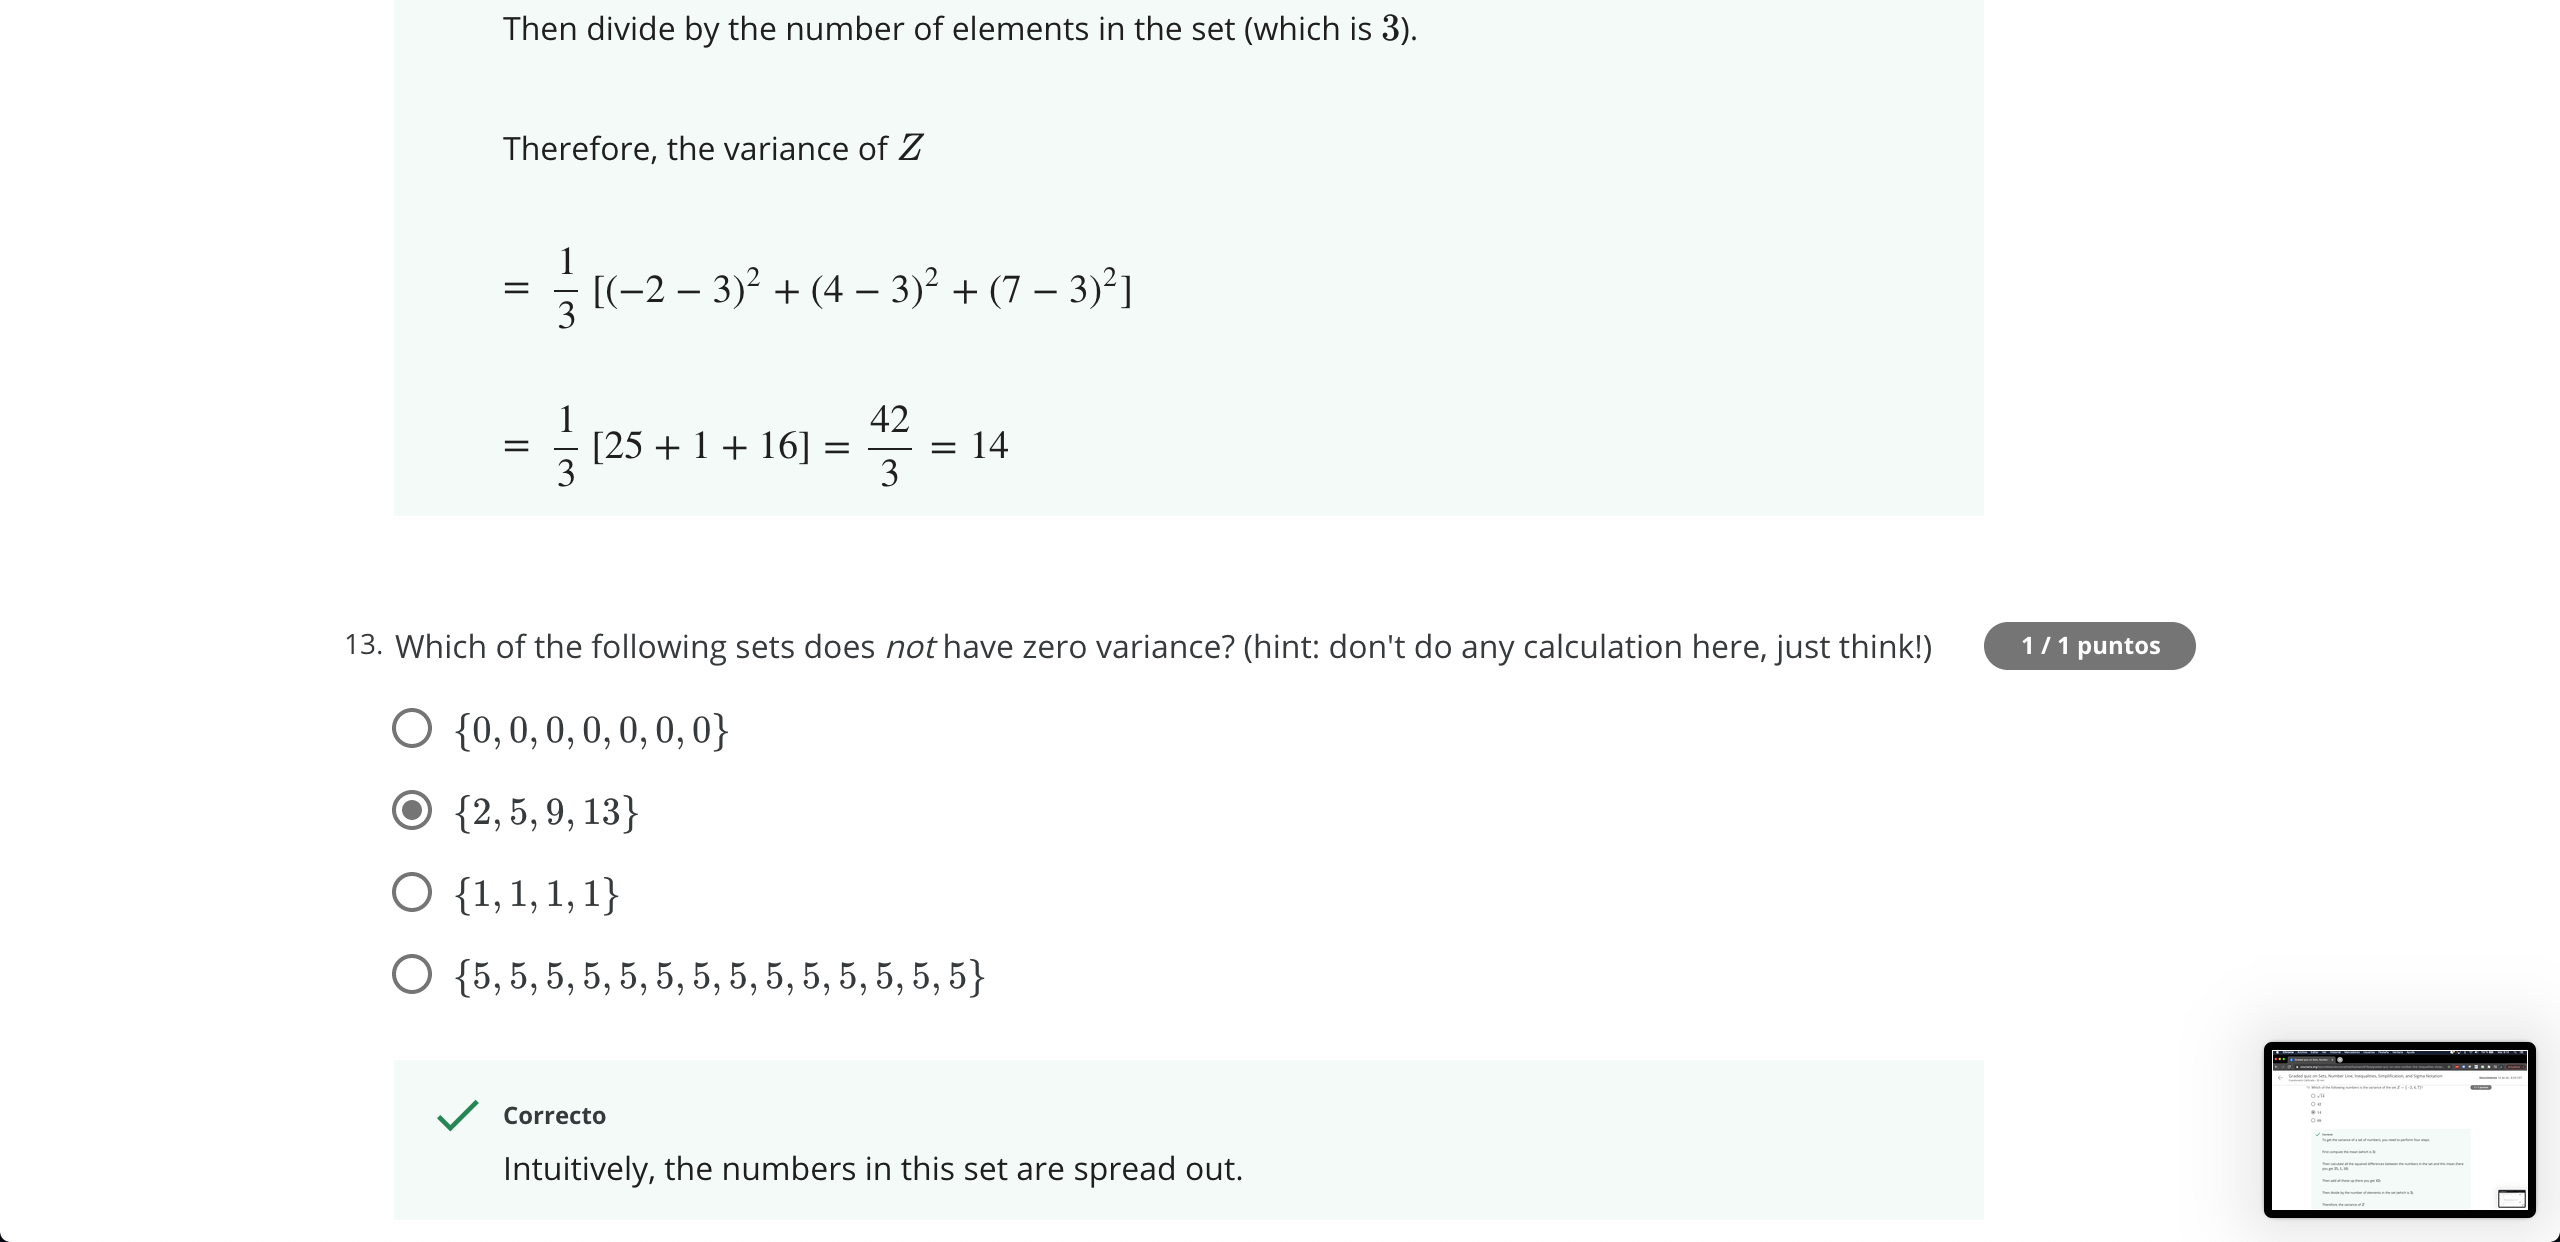 Then divide by the number of elements in the set (which is 3).
Therefore, the variance of Z
= 1/3 [(−2 − 3)² + (4 − 3)² + (7 − 3)²]
= 1/3 [25 + 1 + 16] = 42/3 = 14
13. Which of the following sets does not have zero variance? (hint: don't do any calculation here, just think!) 1 / 1 puntos
{0, 0, 0, 0, 0, 0, 0}
{2, 5, 9, 13}
{1, 1, 1, 1}
{5, 5, 5, 5, 5, 5, 5, 5, 5, 5, 5, 5, 5, 5}
Correcto
Intuitively, the numbers in this set are spread out.